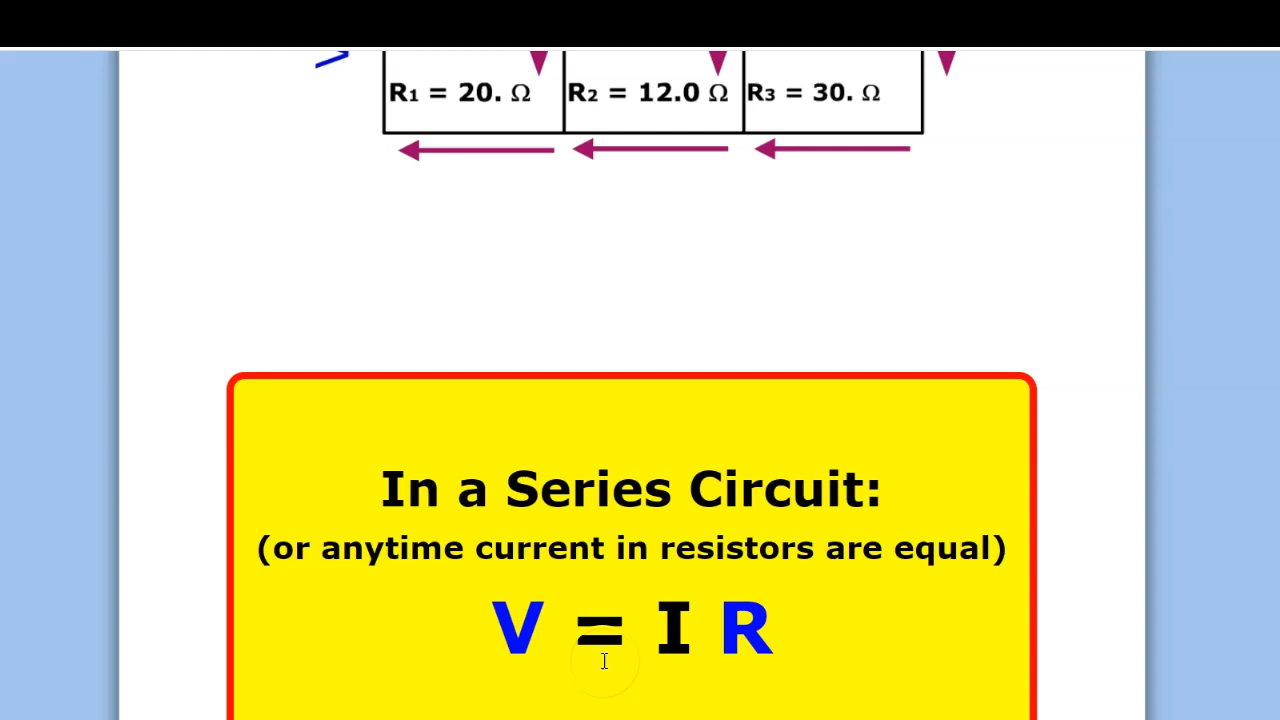 R1 = 20. Ω R2 = 12.0 Ω R3 = 30. Ω
In a Series Circuit:
(or anytime current in resistors are equal)
V = I R